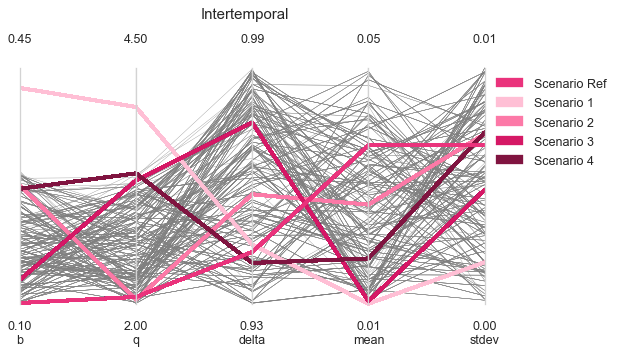 Intertemporal
0.45 4.50 0.99 0.05 0.01
Scenario Ref
Scenario 1
Scenario 2
Scenario 3
Scenario 4
0.10 2.00 0.93 0.01 0.00
b q delta mean stdev